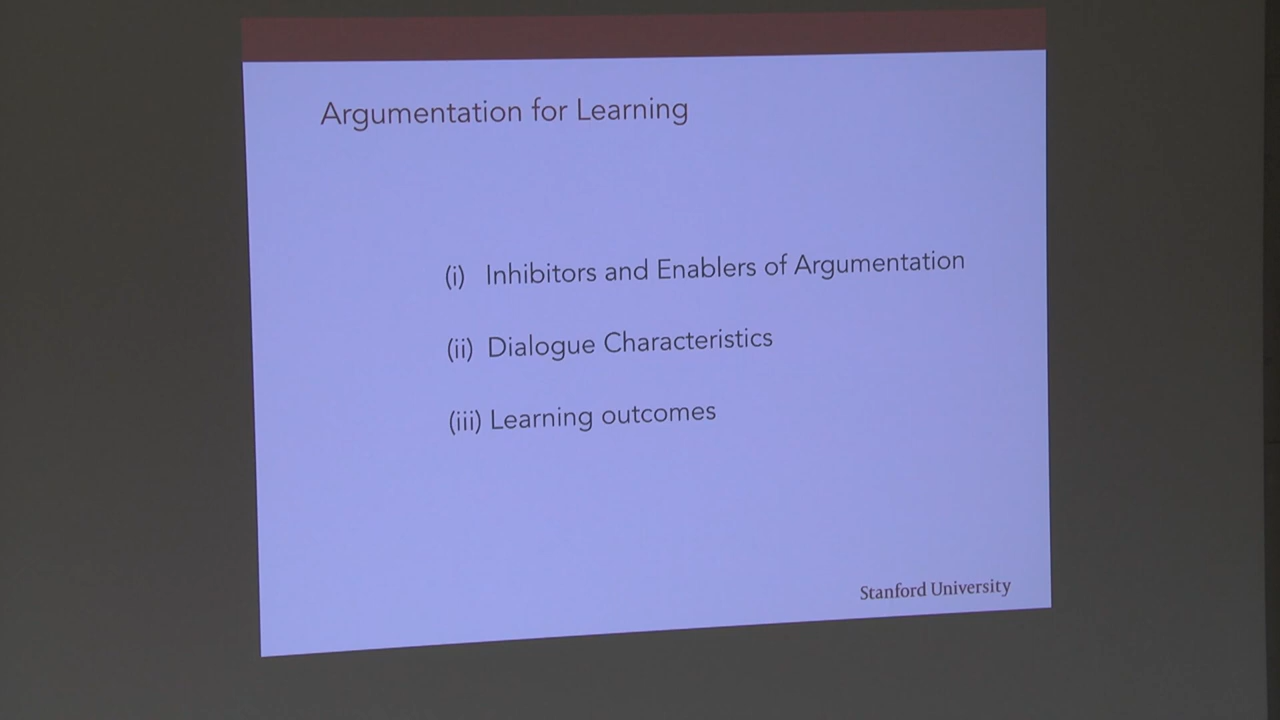 Argumentation for Learning
(i) Inhibitors and Enablers of Argumentation
(ii) Dialogue Characteristics
(iii) Learning outcomes
Stanford University